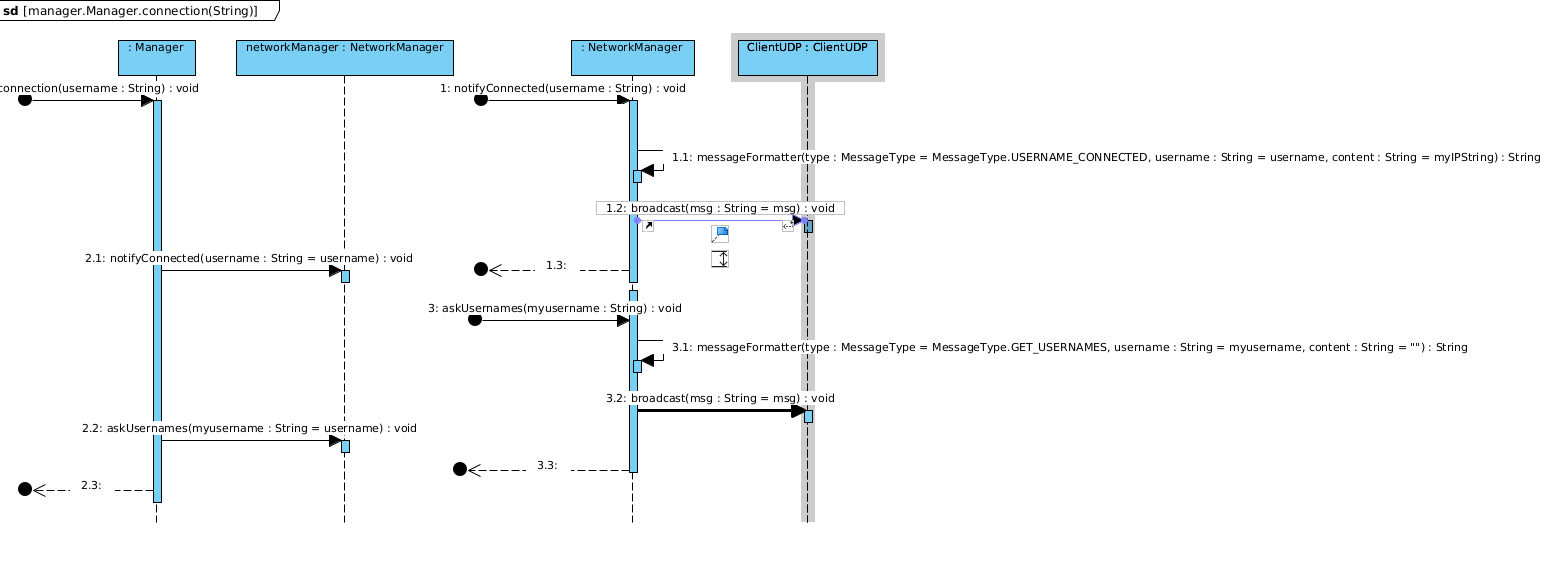 sd [manager.Manager.connection(String)]
: Manager
networkManager : NetworkManager
: NetworkManager
ClientUDP : ClientUDP
connection(username : String) : void
1: notifyConnected(username : String) : void
1.1: messageFormatter(type : MessageType = MessageType.USERNAME_CONNECTED, username : String = username, content : String = myIPString) : String
1.2: broadcast(msg : String = msg) : void
2.1: notifyConnected(username : String = username) : void
1.3:
3: askUsernames(myusername : String) : void
3.1: messageFormatter(type : MessageType = MessageType.GET_USERNAMES, username : String = myusername, content : String = "") : String
3.2: broadcast(msg : String = msg) : void
2.2: askUsernames(myusername : String = username) : void
3.3:
2.3: